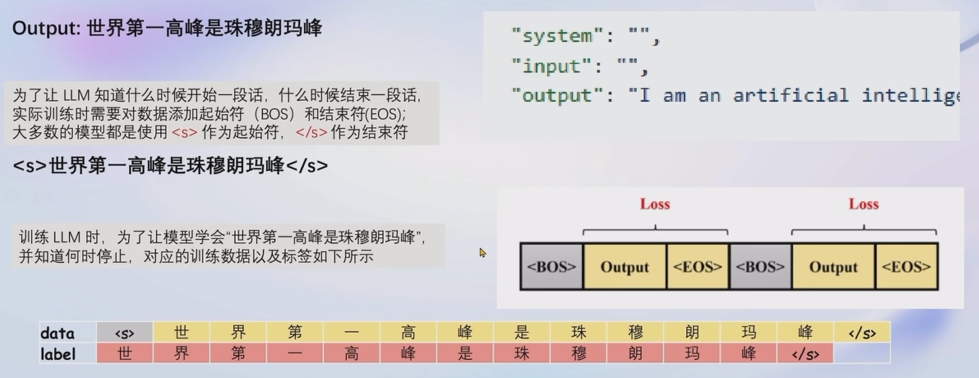 Output: 世界第一高峰是珠穆朗玛峰
为了让 LLM 知道什么时候开始一段话，什么时候结束一段话，
实际训练时需要对数据添加起始符（BOS）和结束符(EOS);
大多数的模型都是使用 <s> 作为起始符，</s> 作为结束符
<s>世界第一高峰是珠穆朗玛峰</s>
训练 LLM 时，为了让模型学会“世界第一高峰是珠穆朗玛峰”，
并知道何时停止，对应的训练数据以及标签如下所示
"system": "",
"input": "",
"output": "I am an artificial intellige
Loss Loss
<BOS> Output <EOS> <BOS> Output <EOS>
data <s> 世 界 第 一 高 峰 是 珠 穆 朗 玛 峰 </s>
label 世 界 第 一 高 峰 是 珠 穆 朗 玛 峰 </s>